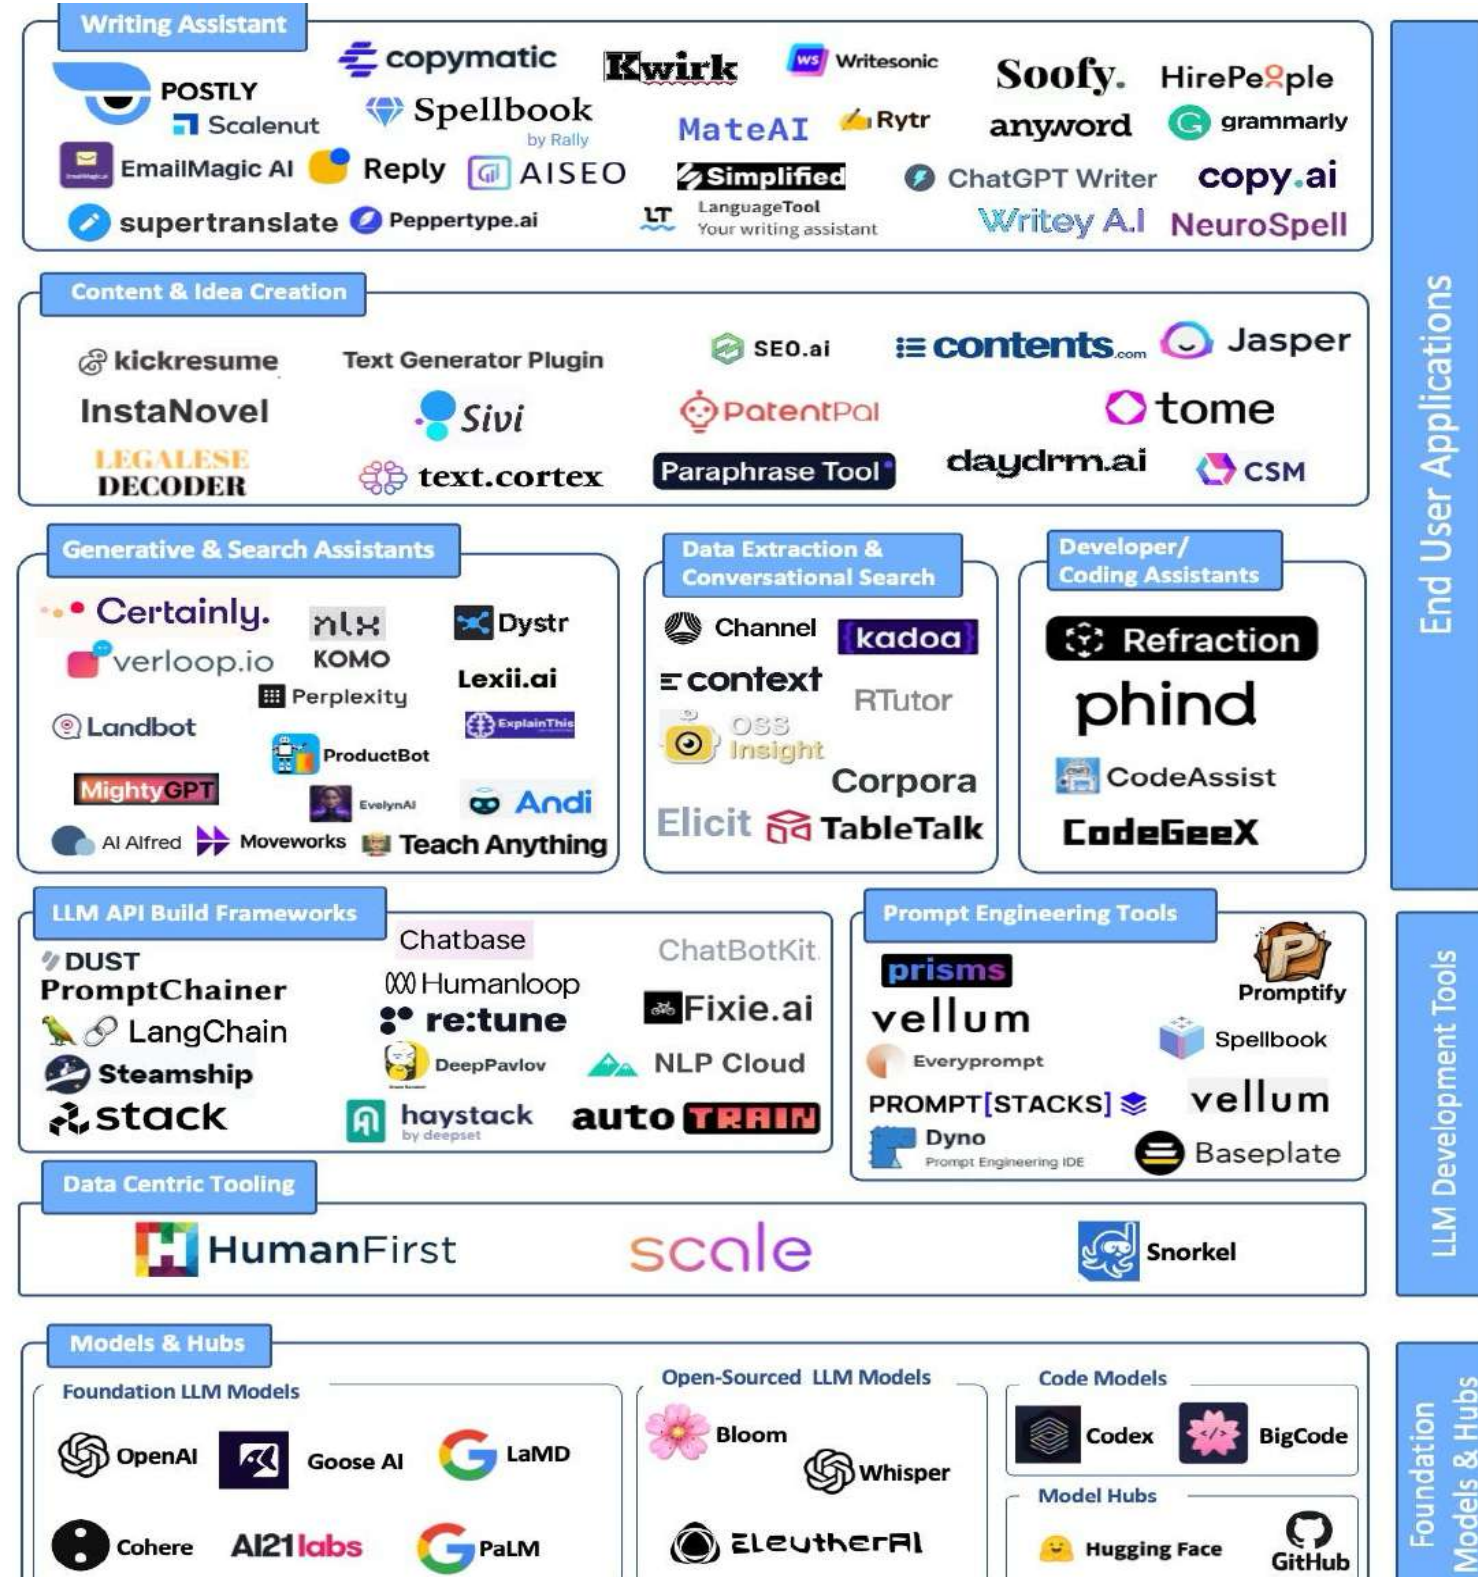 Writing Assistant
POSTLY
copymatic
Kwirk
ws
Writesonic
Soofy.
HirePeople
Scalenut
Spellbook
by Rally
MateAI
Rytr
anyword
G
grammarly
EmailMagic AI
Reply
AISEO
Simplified
ChatGPT Writer
copy.ai
supertranslate
Peppertype.ai
LT
LanguageTool
Your writing assistant
Writey A.I
NeuroSpell
Content & Idea Creation
kickresume
Text Generator Plugin
SEO.ai
contents.com
Jasper
InstaNovel
Sivi
PatentPal
tome
LEGALESE
DECODER
text.cortex
Paraphrase Tool
daydrm.ai
CSM
Generative & Search Assistants
Certainly.
nlx
Dystr
verloop.io
KOMO
Lexii.ai
Perplexity
Landbot
ExplainThis
ProductBot
MightyGPT
EvelynAI
Andi
AI Alfred
Moveworks
Teach Anything
Data Extraction &
Conversational Search
Channel
{kadoa}
context
RTutor
OSS
Insight
Corpora
Elicit
TableTalk
Developer/
Coding Assistants
Refraction
phind
CodeAssist
CodeGeeX
End User Applications
LLM API Build Frameworks
DUST
Chatbase
ChatBotKit.
PromptChainer
Humanloop
LangChain
re:tune
Fixie.ai
Steamship
DeepPavlov
NLP Cloud
stack
haystack
by deepset
auto TRAIN
Prompt Engineering Tools
prisms
P
Promptify
vellum
Spellbook
Everyprompt
PROMPT[STACKS]
vellum
Dyno
Prompt Engineering IDE
Baseplate
Data Centric Tooling
HumanFirst
scale
Snorkel
LLM Development Tools
Models & Hubs
Foundation LLM Models
OpenAI
Goose AI
LaMD
Cohere
AI21labs
PaLM
Open-Sourced LLM Models
Bloom
Whisper
EleutherAI
Code Models
Codex
</>
BigCode
Model Hubs
Hugging Face
GitHub
Foundation
Models & Hubs